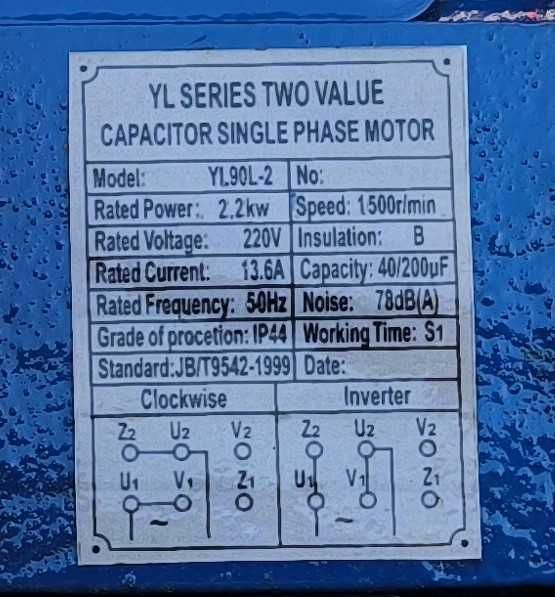 YL SERIES TWO VALUE
CAPACITOR SINGLE PHASE MOTOR
Model: YL90L-2 No:
Rated Power: 2.2kw Speed: 1500r/min
Rated Voltage: 220V Insulation: B
Rated Current: 13.6A Capacity: 40/200μF
Rated Frequency: 50Hz Noise: 78dB(A)
Grade of procetion: IP44 Working Time: S1
Standard:JB/T9542-1999 Date:
Clockwise Inverter
Z2 U2 V2 Z2 U2 V2
U1 V1 Z1 U1 V1 Z1
~ ~